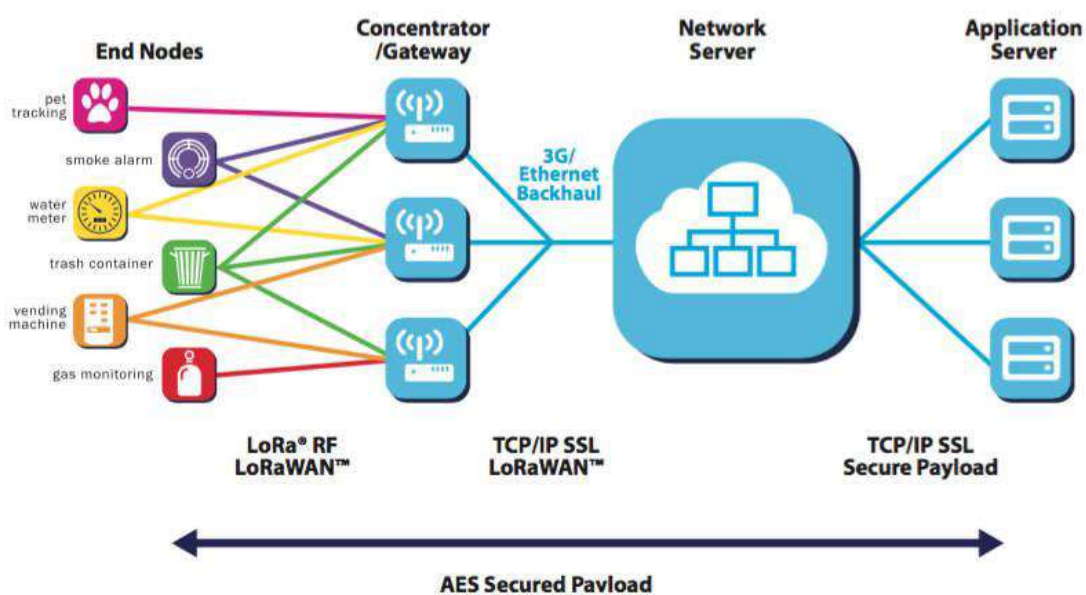 End Nodes
Concentrator
/Gateway
Network
Server
Application
Server
pet
tracking
smoke alarm
water
meter
trash container
vending
machine
gas monitoring
3G/
Ethernet
Backhaul
LoRa® RF
LoRaWAN™
TCP/IP SSL
LoRaWAN™
TCP/IP SSL
Secure Payload
AES Secured Payload